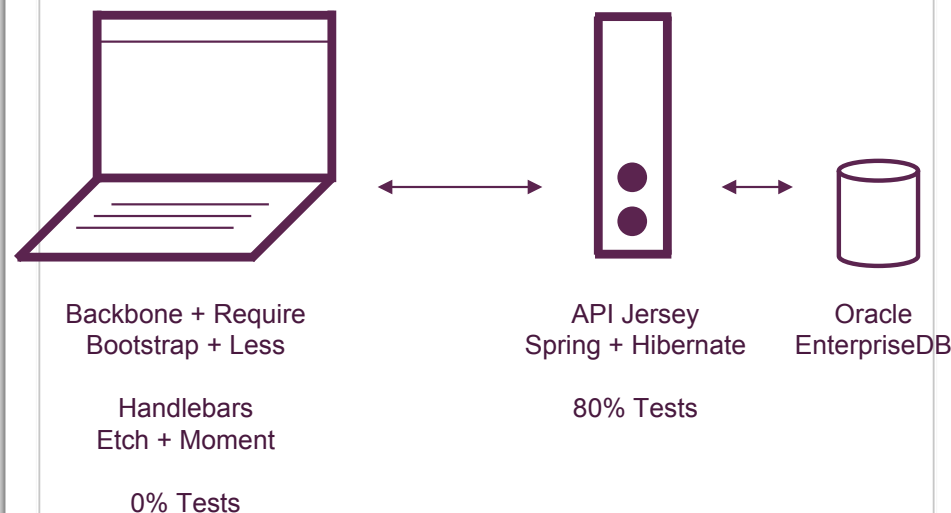 Backbone + Require
Bootstrap + Less
Handlebars
Etch + Moment
0% Tests
API Jersey
Spring + Hibernate
80% Tests
Oracle
EnterpriseDB